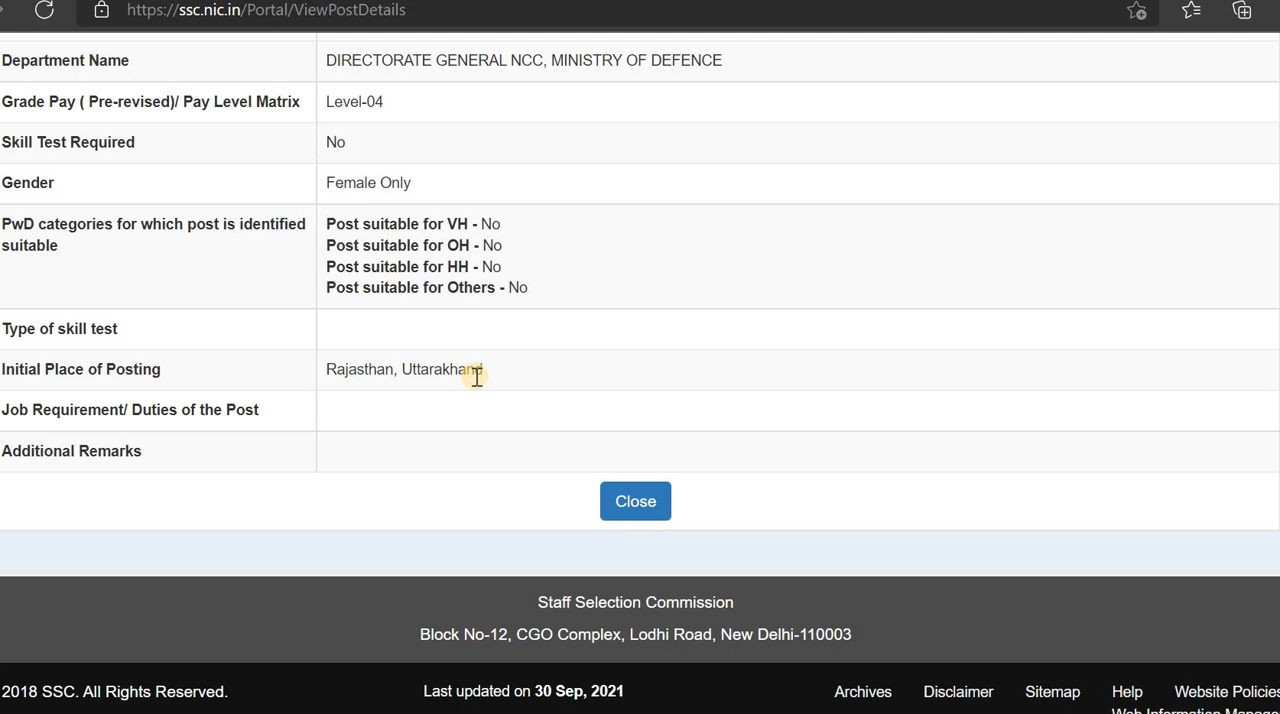 https://ssc.nic.in/Portal/ViewPostDetails
Department Name DIRECTORATE GENERAL NCC, MINISTRY OF DEFENCE
Grade Pay ( Pre-revised)/ Pay Level Matrix Level-04
Skill Test Required No
Gender Female Only
PwD categories for which post is identified suitable
Post suitable for VH - No
Post suitable for OH - No
Post suitable for HH - No
Post suitable for Others - No
Type of skill test
Initial Place of Posting Rajasthan, Uttarakhand
Job Requirement/ Duties of the Post
Additional Remarks
Close
Staff Selection Commission
Block No-12, CGO Complex, Lodhi Road, New Delhi-110003
2018 SSC. All Rights Reserved. Last updated on 30 Sep, 2021 Archives Disclaimer Sitemap Help Website Policies
Web Information Manager